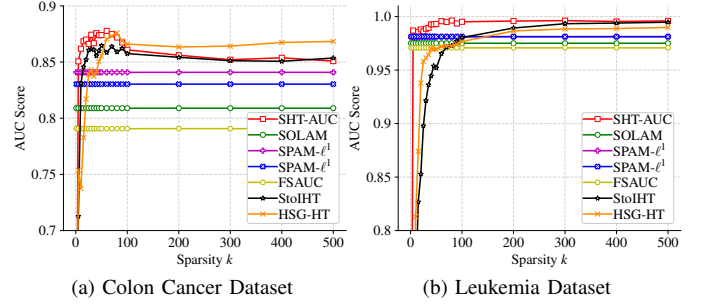 0.9
0.85
0.8
0.75
0.7
AUC Score
0 100 200 300 400 500
Sparsity k
SHT-AUC
SOLAM
SPAM-ℓ¹
SPAM-ℓ¹
FSAUC
StoIHT
HSG-HT
(a) Colon Cancer Dataset
1.0
0.95
0.9
0.85
0.8
AUC Score
0 100 200 300 400 500
Sparsity k
SHT-AUC
SOLAM
SPAM-ℓ¹
SPAM-ℓ¹
FSAUC
StoIHT
HSG-HT
(b) Leukemia Dataset